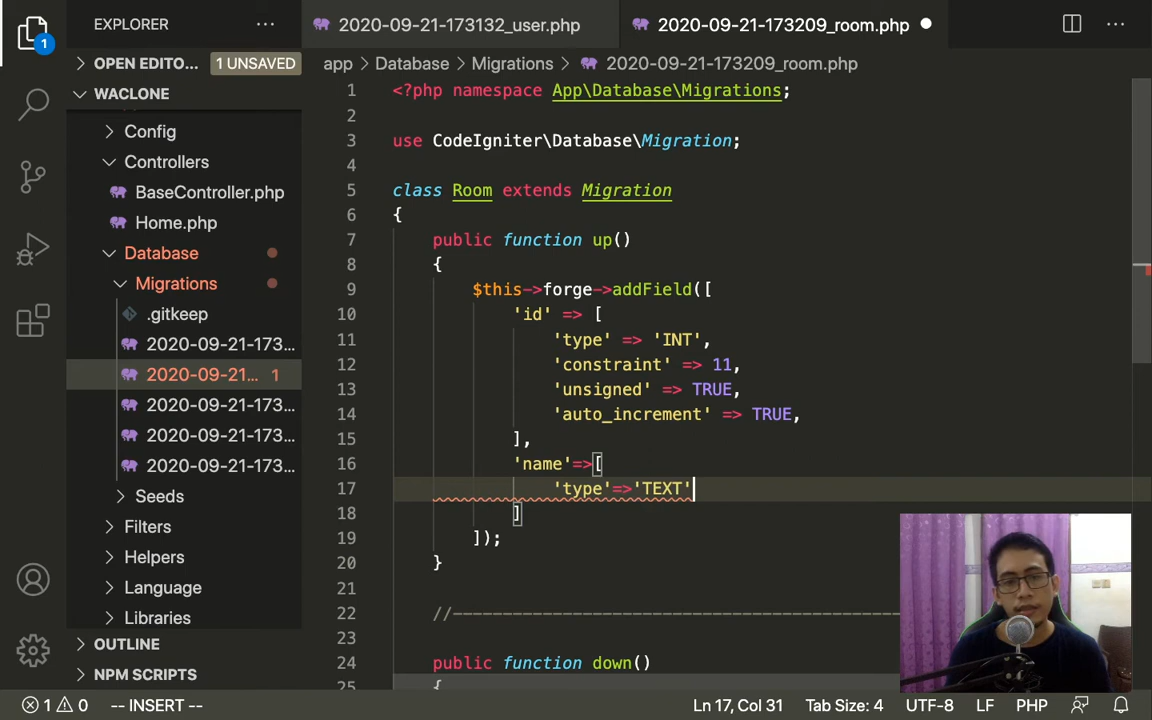 EXPLORER
2020-09-21-173132_user.php
2020-09-21-173209_room.php
1
OPEN EDITO...
1 UNSAVED
app
Database
Migrations
2020-09-21-173209_room.php
WACLONE
Config
Controllers
BaseController.php
Home.php
Database
Migrations
.gitkeep
2020-09-21-173...
2020-09-21... 1
2020-09-21-173...
2020-09-21-173...
2020-09-21-173...
Seeds
Filters
Helpers
Language
Libraries
OUTLINE
NPM SCRIPTS
1 <?php namespace App\Database\Migrations;
2
3 use CodeIgniter\Database\Migration;
4
5 class Room extends Migration
6 {
7 public function up()
8 {
9 $this->forge->addField([
10 'id' => [
11 'type' => 'INT',
12 'constraint' => 11,
13 'unsigned' => TRUE,
14 'auto_increment' => TRUE,
15 ],
16 'name'=>[
17 'type'=>'TEXT'
18 ]
19 ]);
20 }
21
22 //--------------------------------------------
23
24 public function down()
25 {
1 0 -- INSERT --
Ln 17, Col 31
Tab Size: 4
UTF-8
LF
PHP